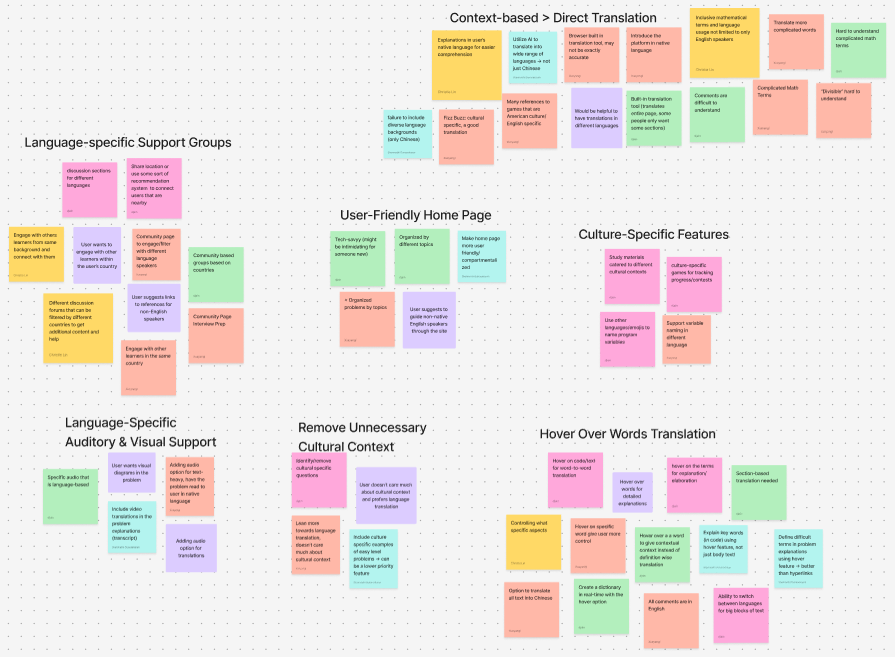 Context-based > Direct Translation
Explanations in user's
native language for easier
comprehension
Utilize AI to
translate into
wide range of
languages → not
just Chinese
Browser built in
translation tool, may
not be exactly
accurate
Introduce the
platform in native
language
Inclusive mathematical
terms and language
usage not limited to only
English speakers
Translate more
complicated words
Hard to understand
complicated math
terms
failure to include
diverse language
backgrounds
(only Chinese)
Fizz Buzz: cultural
specific, a good
translation
Many references to
games that are
American culture/
English specific
Would be helpful to
have translations in
different languages
Built-in translation
tool (translates
entire page, some
people only want
some sections)
Comments are
difficult to
understand
Complicated Math
Terms
"Divisible" hard to
understand
Language-specific Support Groups
discussion sections
for different
languages
Share location or
use some sort of
recommendation
system to connect
users that are
nearby
Engage with others
learners from same
background and
connect with them
User wants to
engage with other
learners within
the user's country
Community page
to engage/filter
with different
language
speakers
Community based
groups based on
countries
Different discussion
forums that can be
filtered by different
countries to get
additional content and
help
User suggests links
to references for
non-English
speakers
Community Page
Interview Prep
Engage with other
learners in the same
country
User-Friendly Home Page
Tech-savvy (might
be intimidating for
someone new)
Organized by
different topics
Make home page
more user
friendly/
compartmentali
zed
+ Organized
problems by topics
User suggests to
guide non-native
English speakers
through the site
Culture-Specific Features
Study materials
catered to different
cultural contexts
culture-specific
games for tracking
progress/contests
Use other
languages/emojis to
name program
variables
Support variable
naming in
different
language
Language-Specific
Auditory & Visual Support
Specific audio that
is language-based
User wants visual
diagrams in the
problem
Adding audio
option for text-
heavy, have the
problem read to
user in native
language
Include video
translations in the
problem
explanations
(transcript)
Adding audio
option for
translations
Remove Unnecessary
Cultural Context
Identify/remove
cultural-specific
questions
User doesn't care much
about cultural context
and prefers language
translation
Lean more
towards language
translation,
doesn't care
much about
cultural context
Include culture
specific examples
of easy level
problems → can
be a lower priority
feature
Hover Over Words Translation
Hover on code/text
for word-to-word
translation
Hover over
words for
detailed
explanations
hover on the terms
for explanation/
elaboration
Section-based
translation needed
Controlling what
specific aspects
Hover on specific
word give user more
control
Hover over a a word
to give contextual
context instead of
definition wise
translation
Explain key words
(in code) using
hover feature, not
just body text
Define difficult
terms in problem
explanations
using hover
feature → better
than hyperlinks
Option to translate
all text into Chinese
Create a dictionary
in real-time with the
hover option
All comments are in
English
Ability to switch
between languages
for big blocks of text